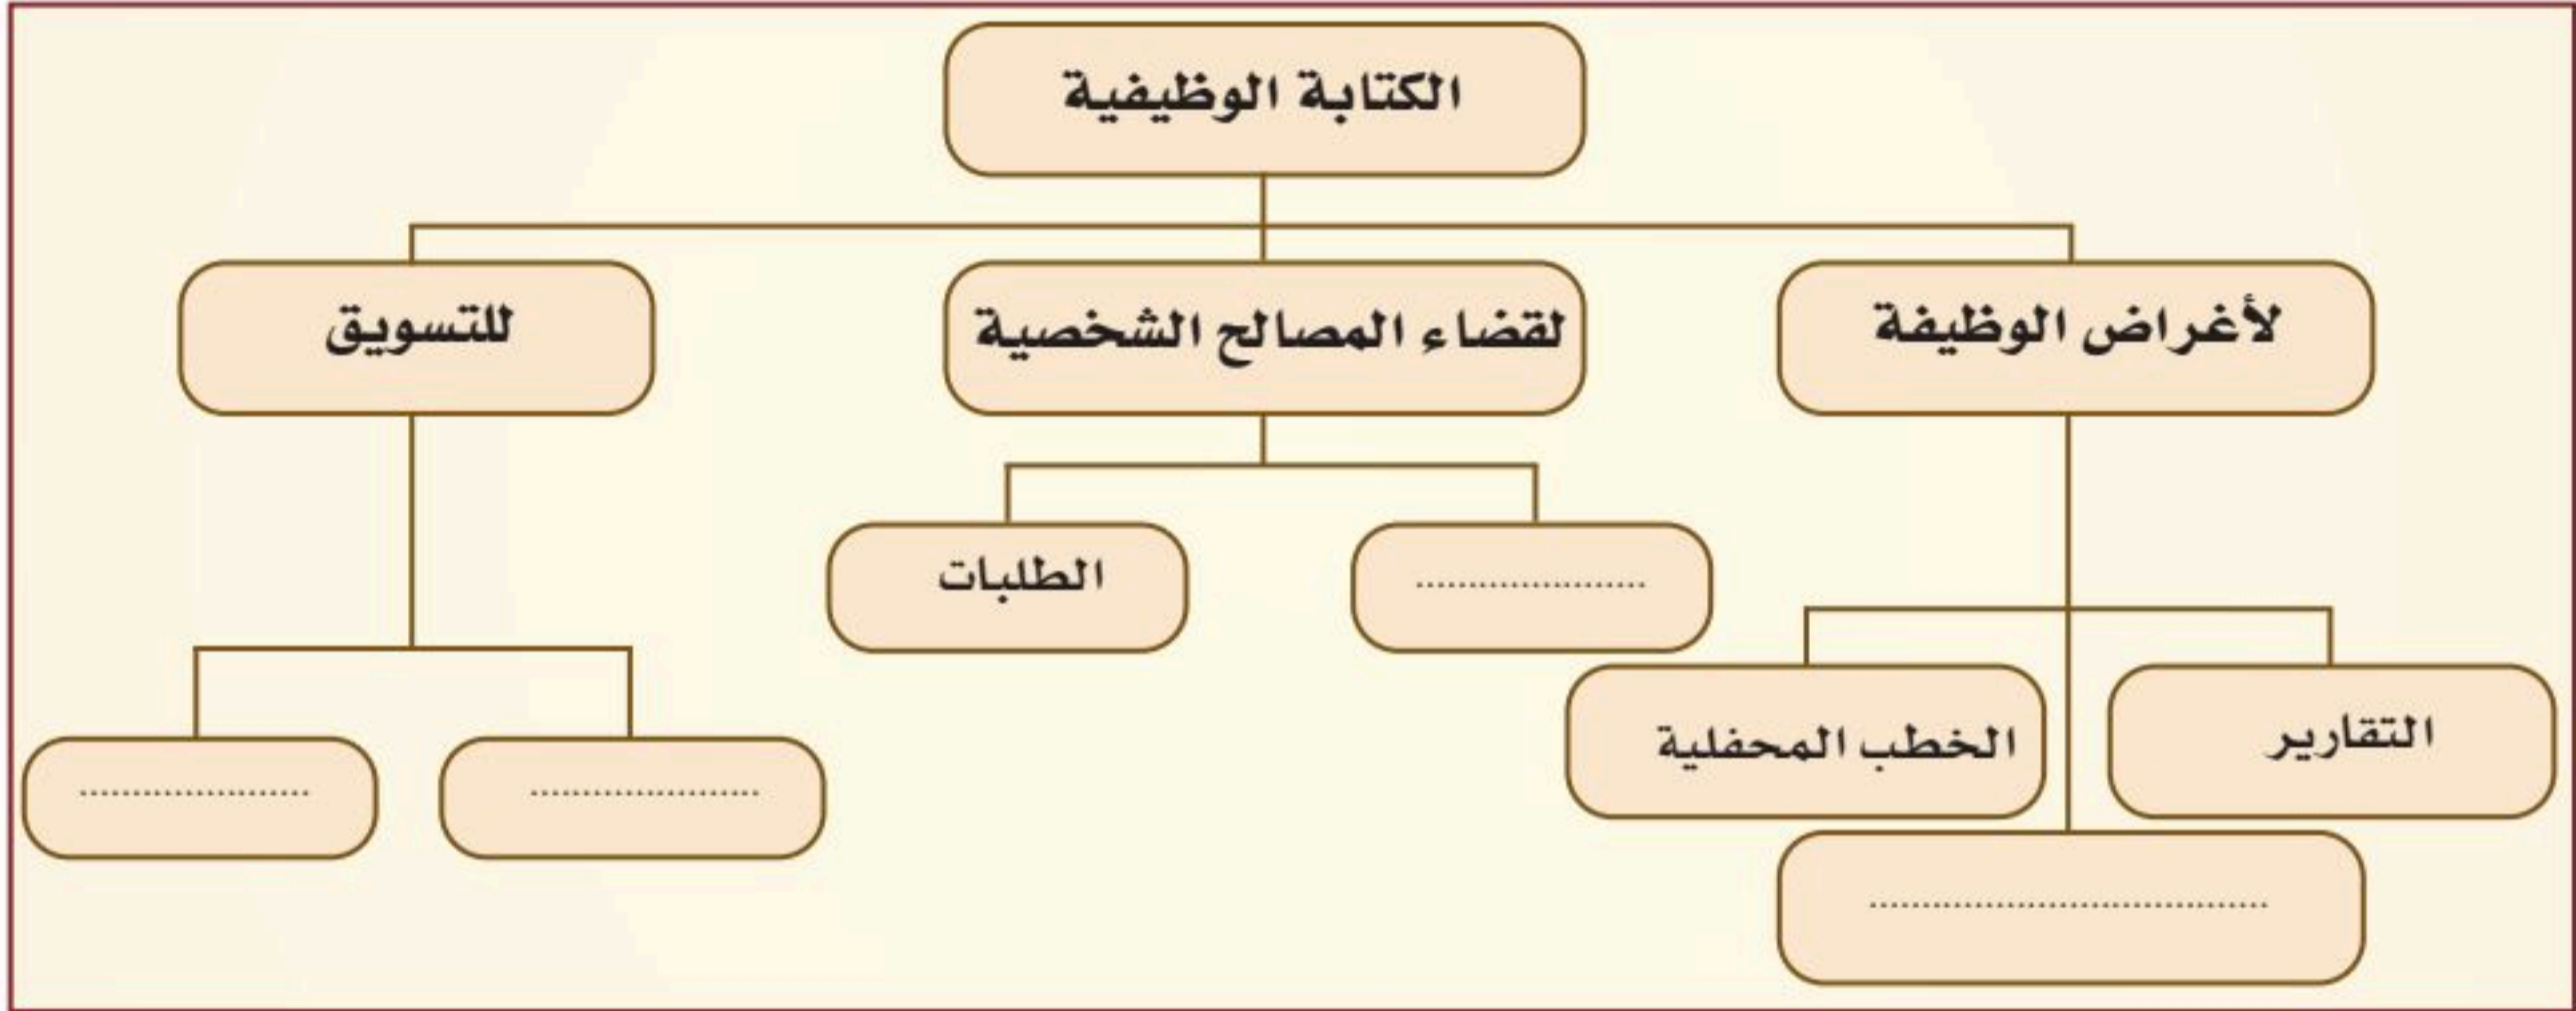 الكتابة الوظيفية
لأغراض الوظيفة
لقضاء المصالح الشخصية
للتسويق
......................
الطلبات
التقارير
الخطب المحفلية
......................
......................
......................................